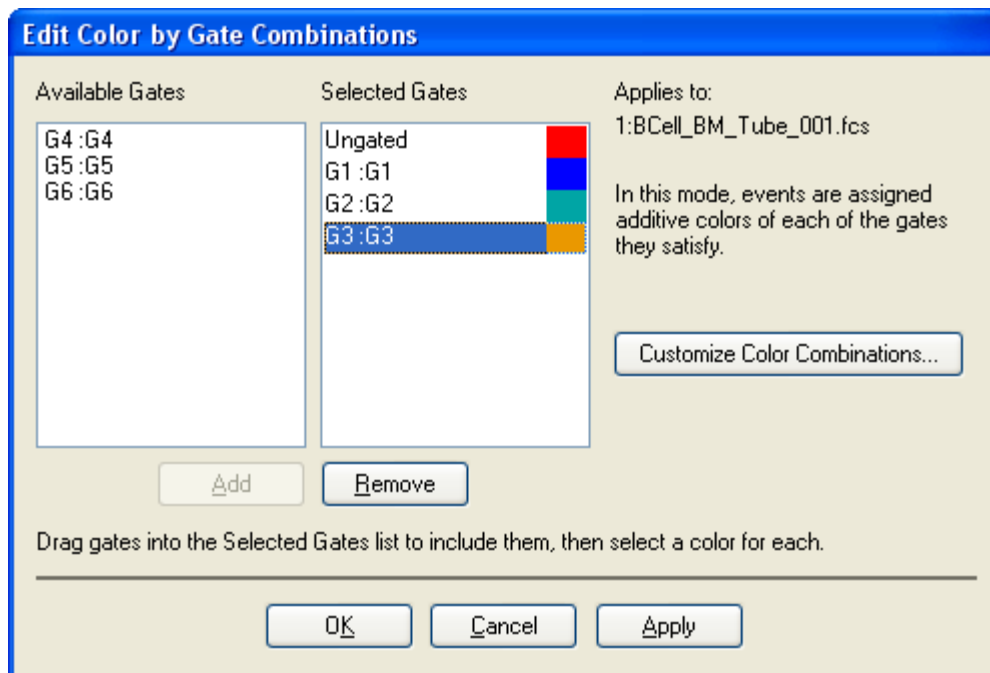 Edit Color by Gate Combinations
Available Gates
G4 :G4
G5 :G5
G6 :G6
Selected Gates
Ungated
G1 :G1
G2 :G2
G3 :G3
Applies to:
1:BCell_BM_Tube_001.fcs
In this mode, events are assigned
additive colors of each of the gates
they satisfy.
Customize Color Combinations...
Add
Remove
Drag gates into the Selected Gates list to include them, then select a color for each.
OK
Cancel
Apply